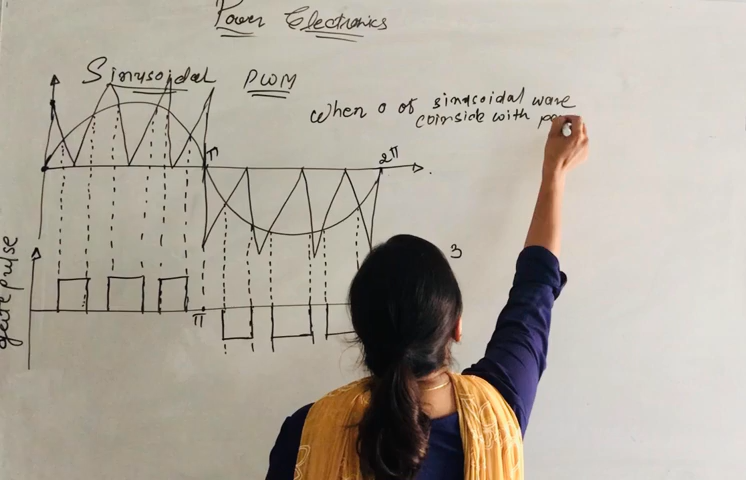 Power Electronics
Sinusoidal PWM
When 0 of sinusoidal wave
coinside with
π
2π
3
gate pulse
π